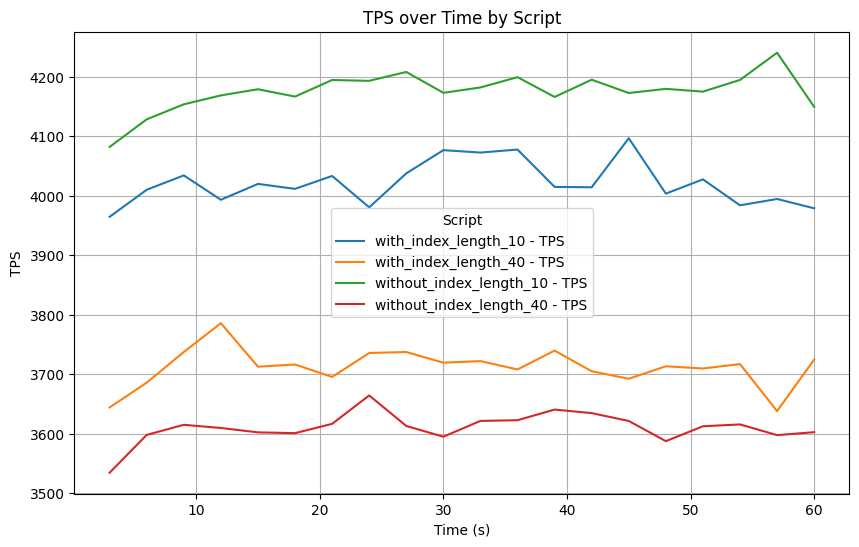 TPS over Time by Script
TPS
4200
4100
4000
3900
3800
3700
3600
3500
Script
with_index_length_10 - TPS
with_index_length_40 - TPS
without_index_length_10 - TPS
without_index_length_40 - TPS
10
20
30
40
50
60
Time (s)